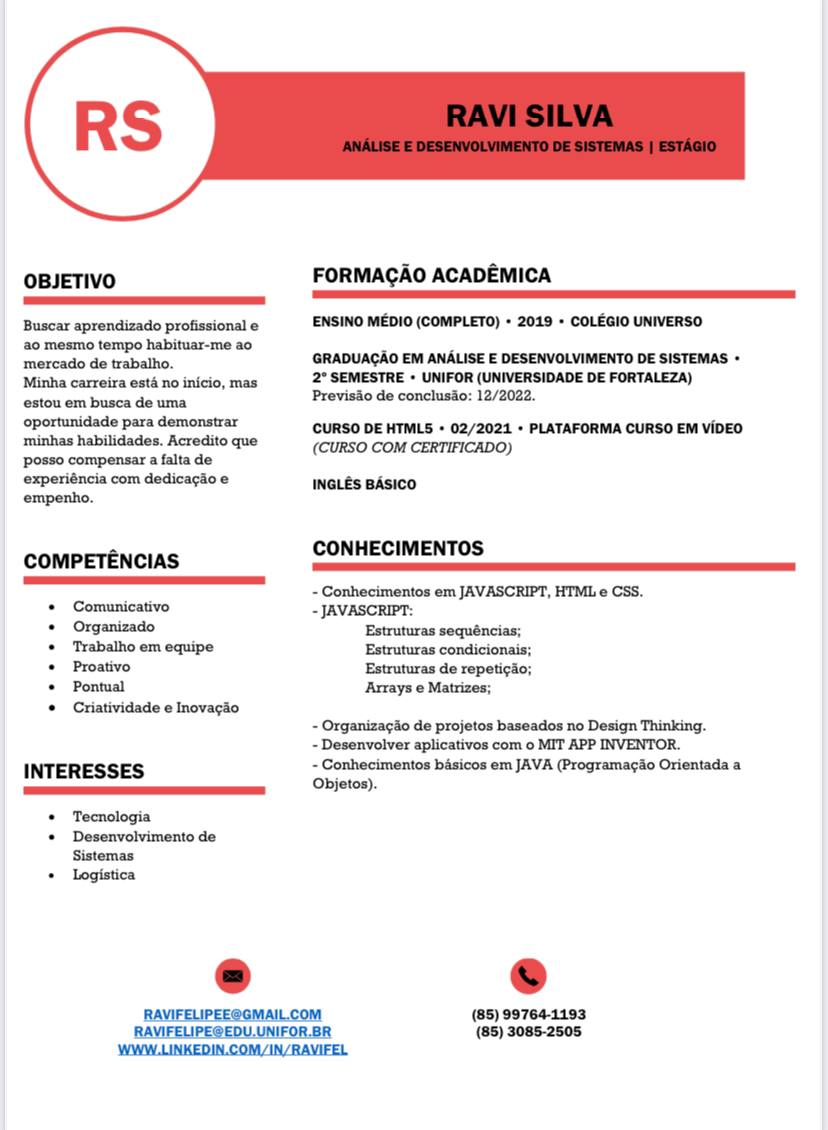 RS
RAVI SILVA
ANÁLISE E DESENVOLVIMENTO DE SISTEMAS | ESTÁGIO
OBJETIVO
Buscar aprendizado profissional e
ao mesmo tempo habituar-me ao
mercado de trabalho.
Minha carreira está no início, mas
estou em busca de uma
oportunidade para demonstrar
minhas habilidades. Acredito que
posso compensar a falta de
experiência com dedicação e
empenho.
COMPETÊNCIAS
• Comunicativo
• Organizado
• Trabalho em equipe
• Proativo
• Pontual
• Criatividade e Inovação
INTERESSES
• Tecnologia
• Desenvolvimento de
Sistemas
• Logística
FORMAÇÃO ACADÊMICA
ENSINO MÉDIO (COMPLETO) • 2019 • COLÉGIO UNIVERSO
GRADUAÇÃO EM ANÁLISE E DESENVOLVIMENTO DE SISTEMAS •
2º SEMESTRE • UNIFOR (UNIVERSIDADE DE FORTALEZA)
Previsão de conclusão: 12/2022.
CURSO DE HTML5 • 02/2021 • PLATAFORMA CURSO EM VÍDEO
(CURSO COM CERTIFICADO)
INGLÊS BÁSICO
CONHECIMENTOS
- Conhecimentos em JAVASCRIPT, HTML e CSS.
- JAVASCRIPT:
Estruturas sequências;
Estruturas condicionais;
Estruturas de repetição;
Arrays e Matrizes;
- Organização de projetos baseados no Design Thinking.
- Desenvolver aplicativos com o MIT APP INVENTOR.
- Conhecimentos básicos em JAVA (Programação Orientada a
Objetos).
RAVIFELIPEE@GMAIL.COM
RAVIFELIPE@EDU.UNIFOR.BR
WWW.LINKEDIN.COM/IN/RAVIFEL
(85) 99764-1193
(85) 3085-2505